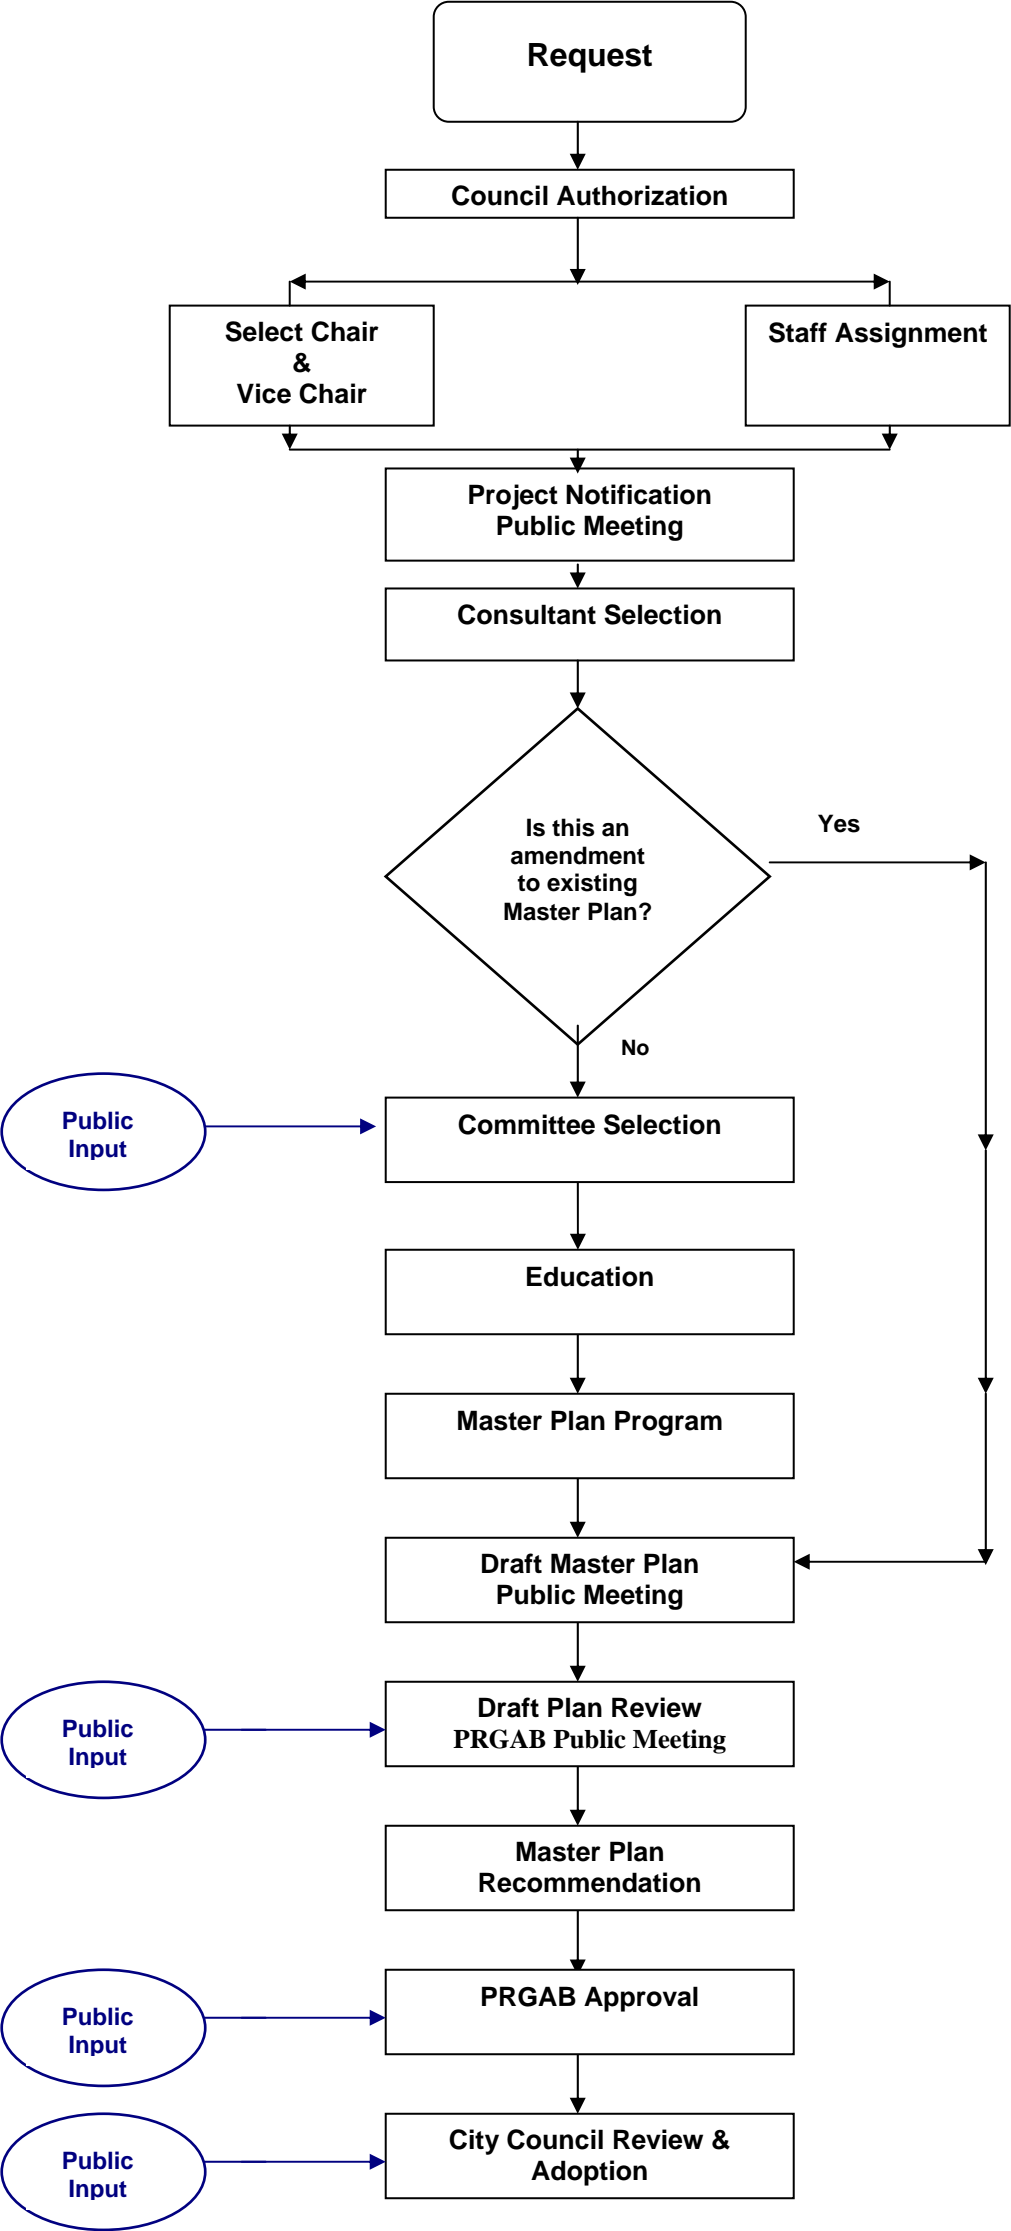 Request
Council Authorization
Select Chair
&
Vice Chair
Staff Assignment
Project Notification
Public Meeting
Consultant Selection
Is this an
amendment
to existing
Master Plan?
Yes
No
Public
Input
Committee Selection
Education
Master Plan Program
Draft Master Plan
Public Meeting
Public
Input
Draft Plan Review
PRGAB Public Meeting
Master Plan
Recommendation
Public
Input
PRGAB Approval
Public
Input
City Council Review &
Adoption